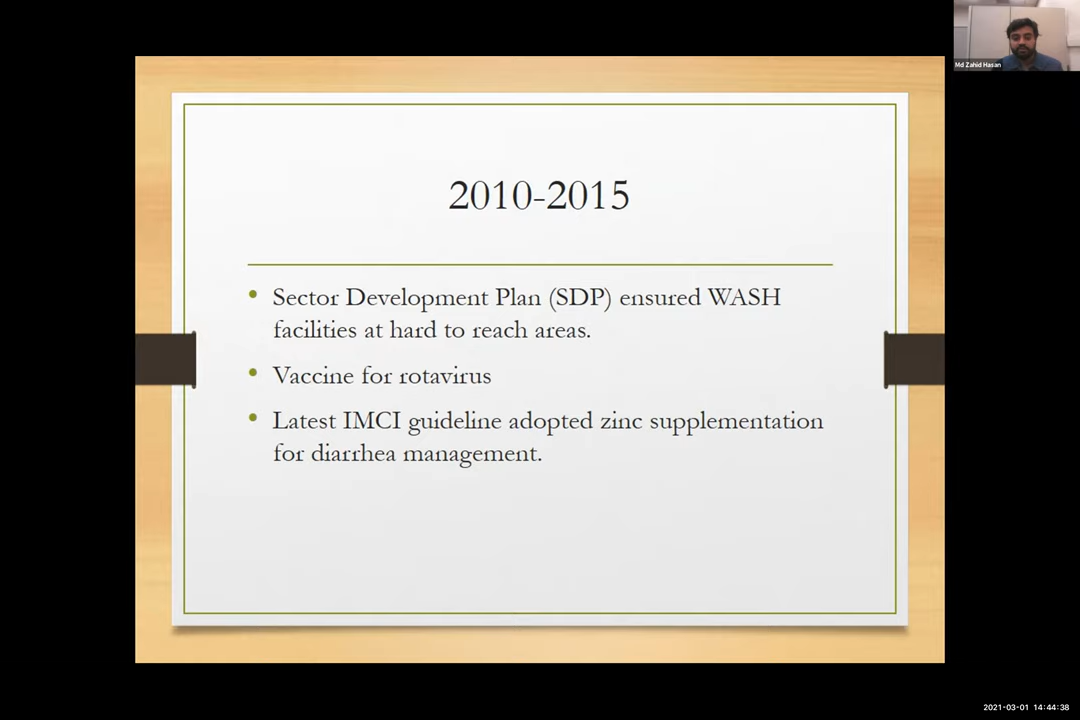 Md Zahid Hasan
2010-2015
• Sector Development Plan (SDP) ensured WASH
facilities at hard to reach areas.
• Vaccine for rotavirus
• Latest IMCI guideline adopted zinc supplementation
for diarrhea management.
2021-03-01 14:44:38